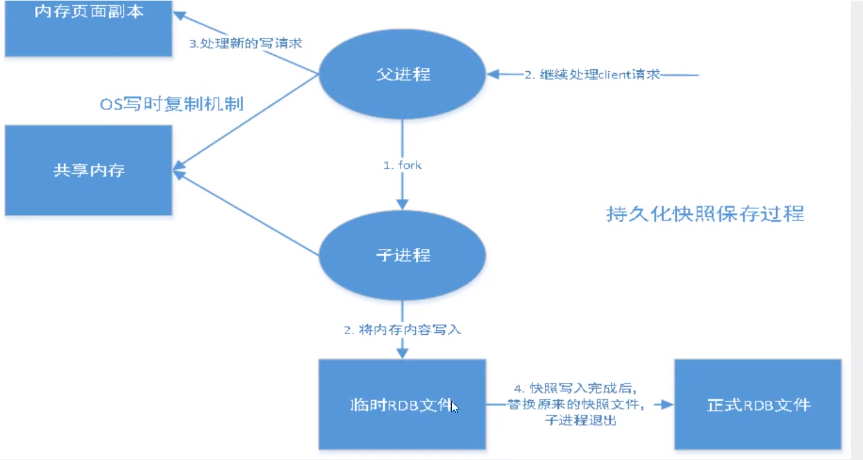 内存页面副本
3.处理新的写请求
父进程
2. 继续处理client请求
OS写时复制机制
共享内存
1. fork
持久化快照保存过程
子进程
2. 将内存内容写入
临时RDB文件
4. 快照写入完成后,
替换原来的快照文件,
子进程退出
正式RDB文件